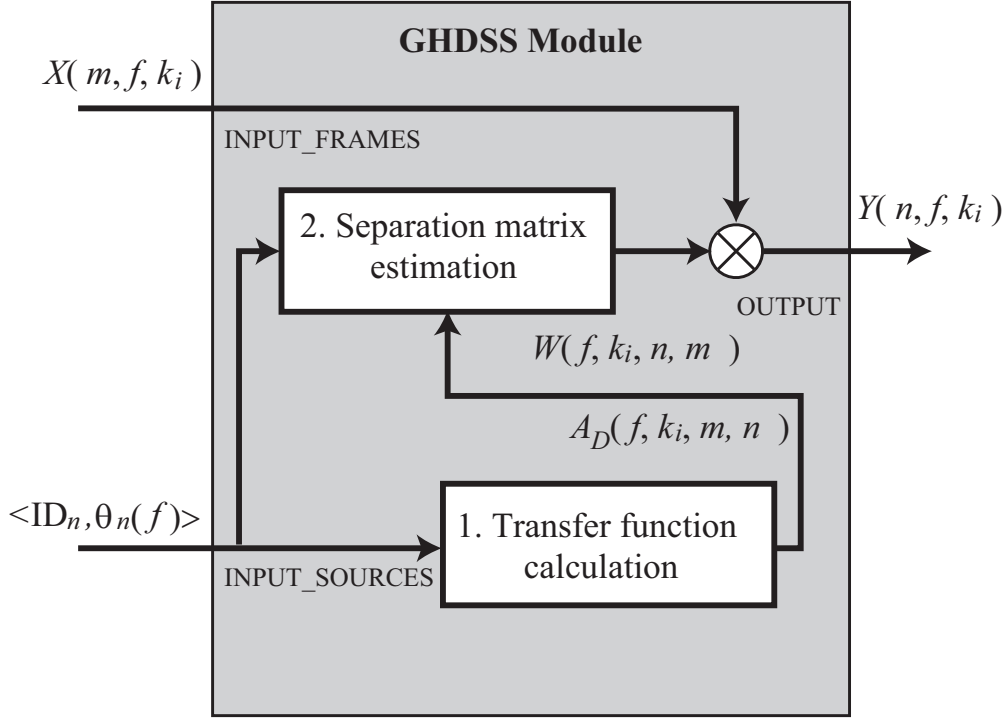 GHDSS Module
X( m, f, k_i )
INPUT_FRAMES
2. Separation matrix
estimation
Y( n, f, k_i )
OUTPUT
W( f, k_i, n, m )
A_D( f, k_i, m, n )
<ID_n, θ_n(f)>
INPUT_SOURCES
1. Transfer function
calculation